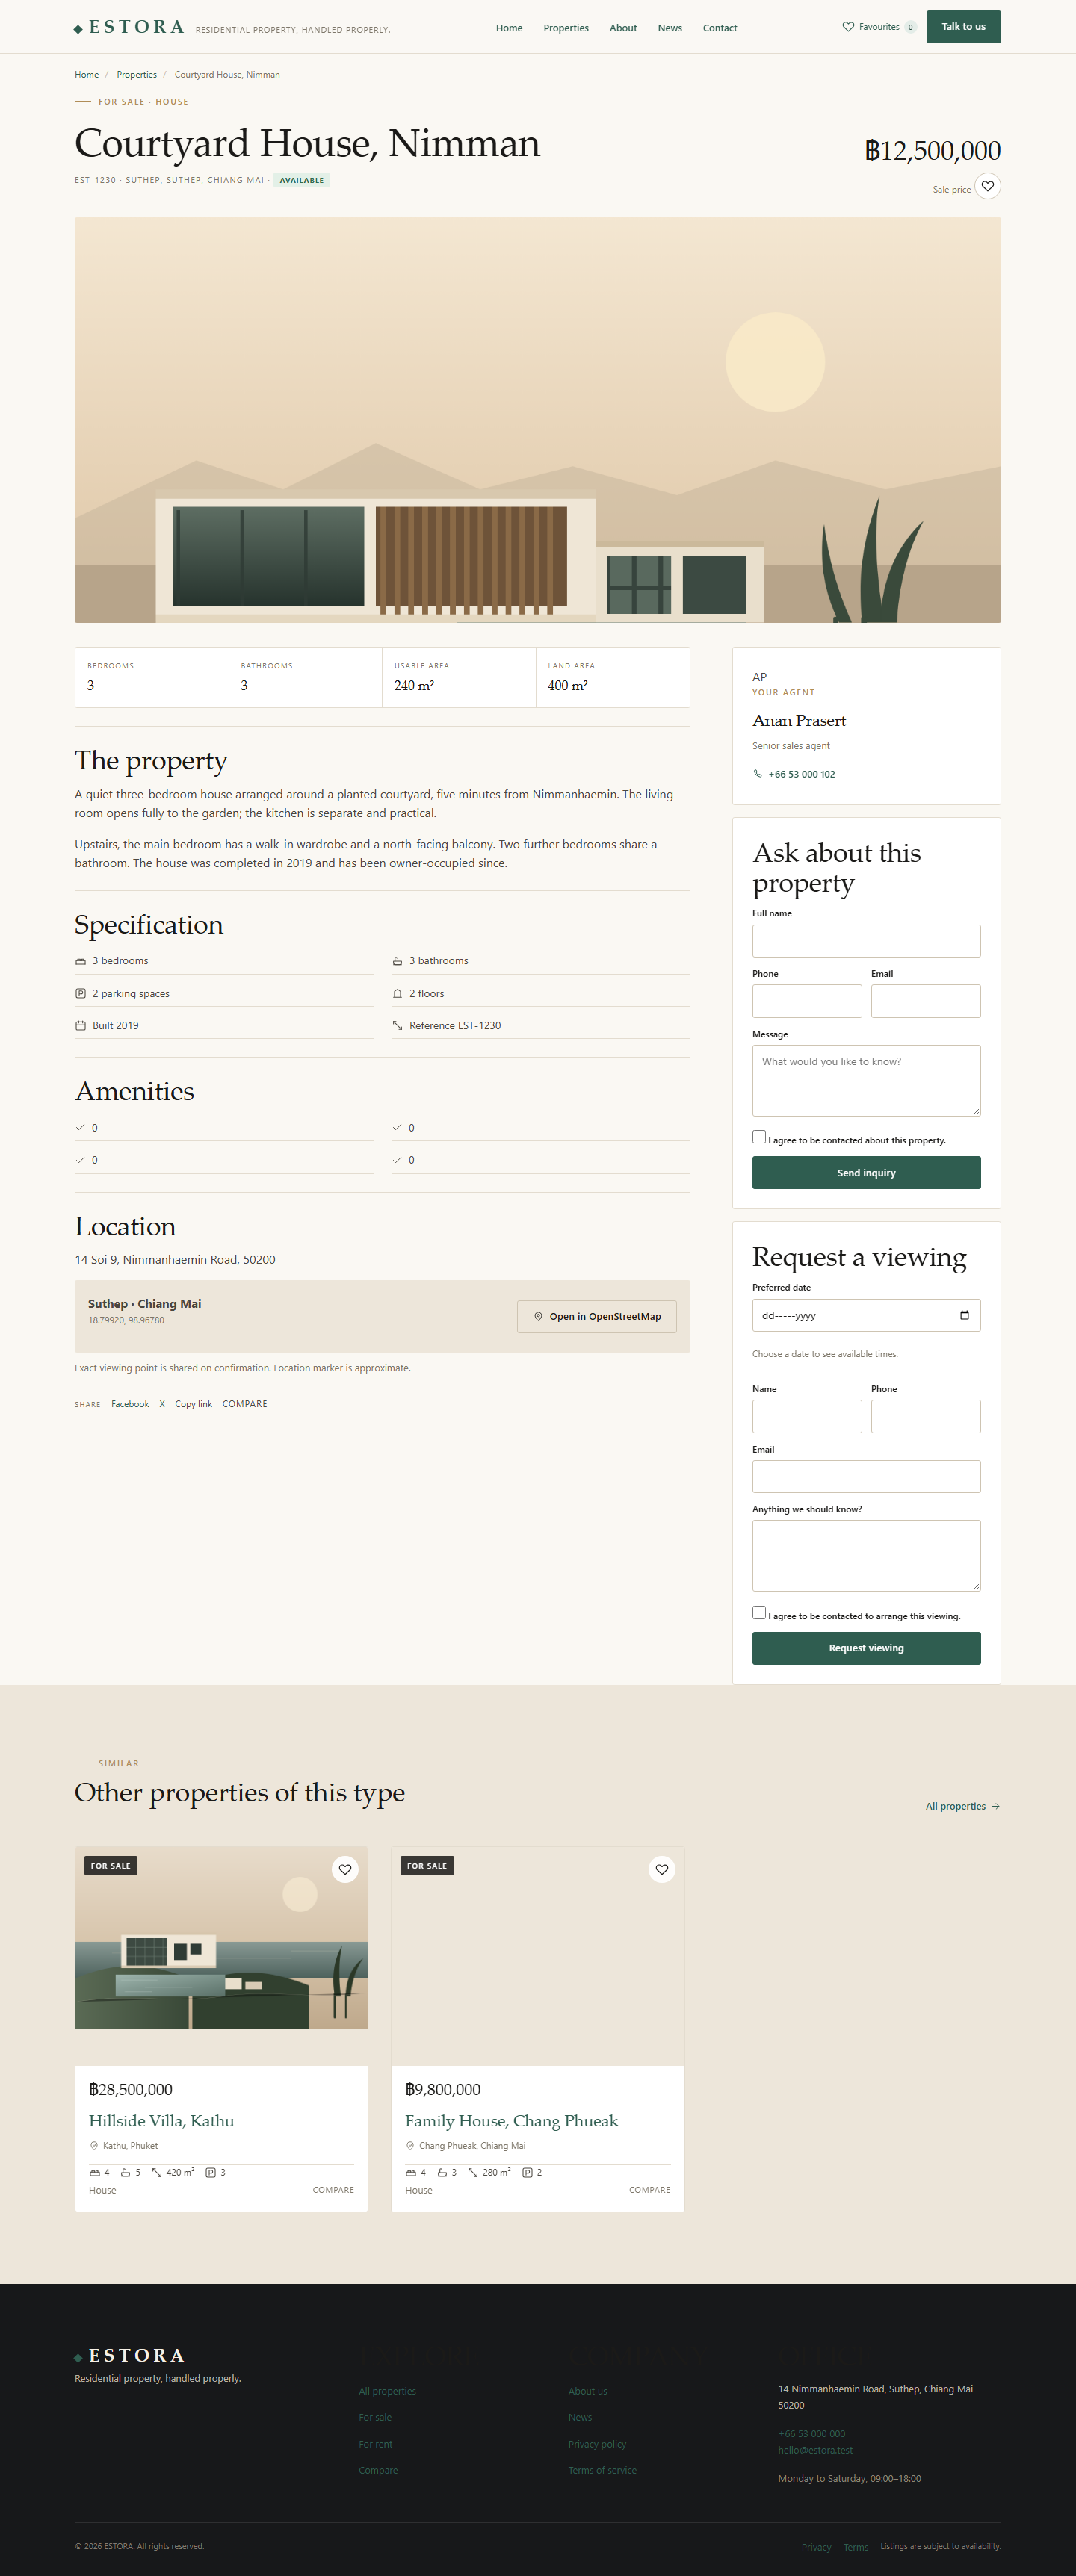 ESTORA RESIDENTIAL PROPERTY, HANDLED PROPERLY. Home Properties About News Contact Favourites 0 Talk to us
Home / Properties / Courtyard House, Nimman
FOR SALE · HOUSE
Courtyard House, Nimman
฿12,500,000
EST-1230 · SUTHEP, SUTHEP, CHIANG MAI · AVAILABLE
Sale price
BEDROOMS
3
BATHROOMS
3
USABLE AREA
240 m²
LAND AREA
400 m²
The property
A quiet three-bedroom house arranged around a planted courtyard, five minutes from Nimmanhaemin. The living
room opens fully to the garden; the kitchen is separate and practical.
Upstairs, the main bedroom has a walk-in wardrobe and a north-facing balcony. Two further bedrooms share a
bathroom. The house was completed in 2019 and has been owner-occupied since.
Specification
3 bedrooms
3 bathrooms
2 parking spaces
2 floors
Built 2019
Reference EST-1230
Amenities
0
0
0
0
Location
14 Soi 9, Nimmanhaemin Road, 50200
Suthep · Chiang Mai
18.79920, 98.96780
Open in OpenStreetMap
Exact viewing point is shared on confirmation. Location marker is approximate.
SHARE Facebook X Copy link COMPARE
AP
YOUR AGENT
Anan Prasert
Senior sales agent
+66 53 000 102
Ask about this
property
Full name
Phone
Email
Message
What would you like to know?
I agree to be contacted about this property.
Send inquiry
Request a viewing
Preferred date
dd-----yyyy
Choose a date to see available times.
Name
Phone
Email
Anything we should know?
I agree to be contacted to arrange this viewing.
Request viewing
SIMILAR
Other properties of this type
All properties
FOR SALE
฿28,500,000
Hillside Villa, Kathu
Kathu, Phuket
4 5 420 m² 3
House COMPARE
FOR SALE
฿9,800,000
Family House, Chang Phueak
Chang Phueak, Chiang Mai
4 3 280 m² 2
House COMPARE
ESTORA
Residential property, handled properly.
All properties
For sale
For rent
Compare
About us
News
Privacy policy
Terms of service
14 Nimmanhaemin Road, Suthep, Chiang Mai
50200
+66 53 000 000
hello@estora.test
Monday to Saturday, 09:00–18:00
© 2026 ESTORA. All rights reserved.
Privacy Terms Listings are subject to availability.